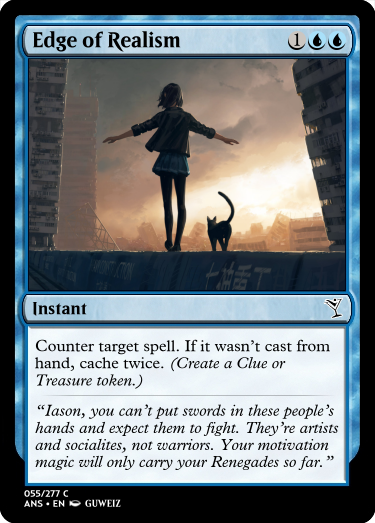 Edge of Realism
1
Instant
Counter target spell. If it wasn't cast from
hand, cache twice. (Create a Clue or
Treasure token.)
“Iason, you can't put swords in these people's
hands and expect them to fight. They're artists
and socialites, not warriors. Your motivation
magic will only carry your Renegades so far.”
055/277 C
ANS • EN GUWEIZ